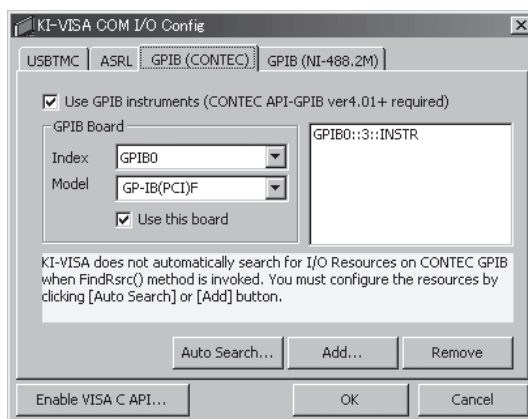 KI-VISA COM I/O Config
USBTMC ASRL GPIB (CONTEC) GPIB (NI-488.2M)
Use GPIB instruments (CONTEC API-GPIB ver4.01+ required)
GPIB Board
Index GPIB0
Model GP-IB(PCI)F
Use this board
GPIB0::3::INSTR
KI-VISA does not automatically search for I/O Resources on CONTEC GPIB
when FindRsrc() method is invoked. You must configure the resources by
clicking [Auto Search] or [Add] button.
Auto Search... Add... Remove
Enable VISA C API... OK Cancel